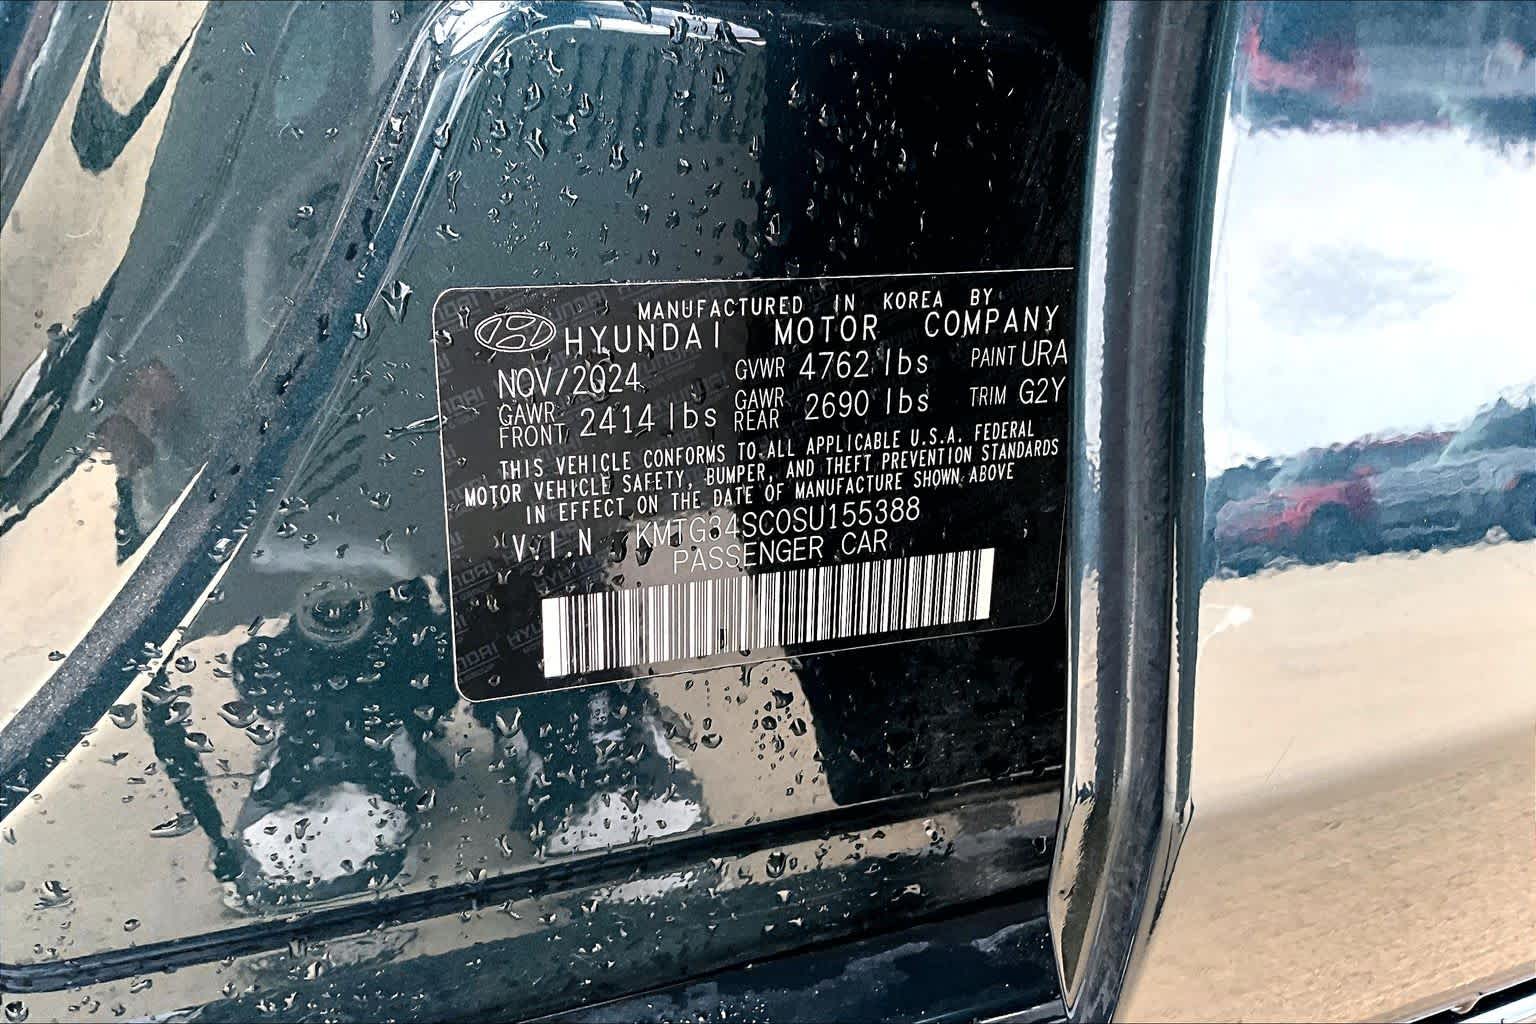 MANUFACTURED IN KOREA BY
HYUNDAI MOTOR COMPANY
NOV/2024 GVWR 4762 lbs PAINT URA
GAWR FRONT 2414 lbs GAWR REAR 2690 lbs TRIM G2Y
THIS VEHICLE CONFORMS TO ALL APPLICABLE U.S.A. FEDERAL
MOTOR VEHICLE SAFETY, BUMPER, AND THEFT PREVENTION STANDARDS
IN EFFECT ON THE DATE OF MANUFACTURE SHOWN ABOVE
V.I.N KMTG34SC0SU155388
PASSENGER CAR